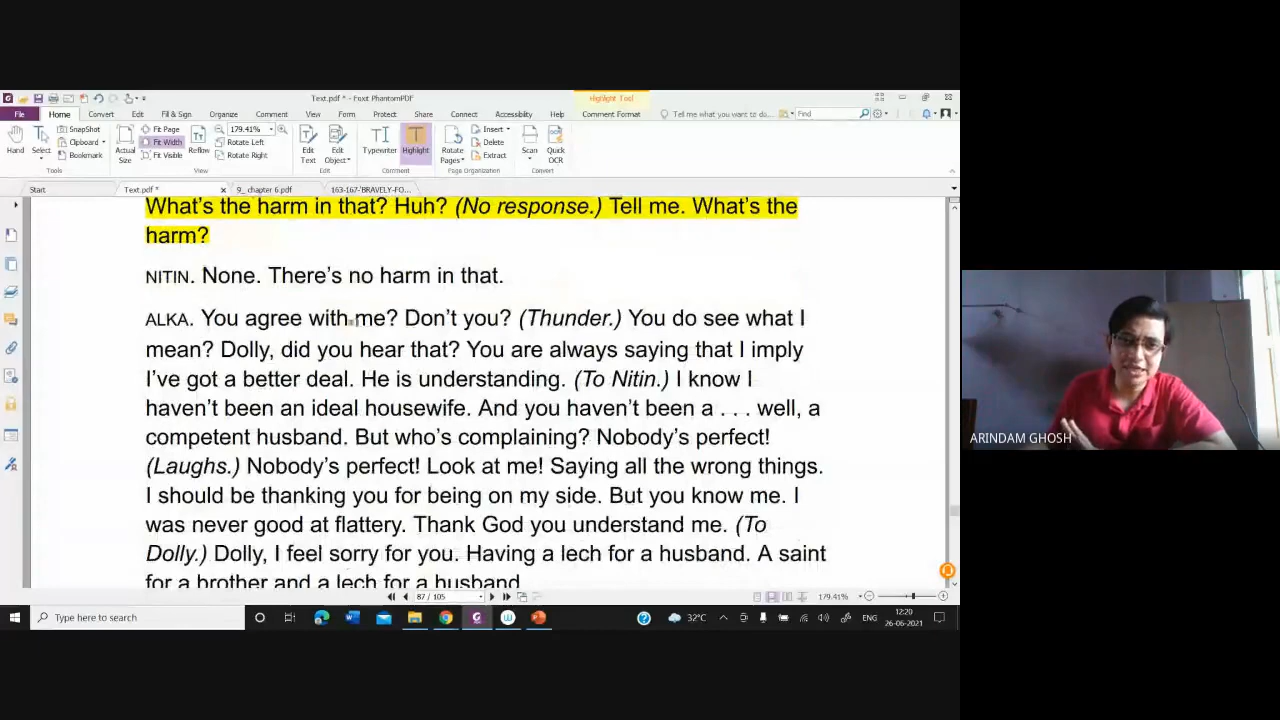 Text.pdf * - Foxit PhantomPDF
Highlight Tool
File
Home
Convert
Edit
Fill & Sign
Organize
Comment
View
Form
Protect
Share
Connect
Accessibility
Help
Comment Format
Tell me what you want to do...
Find
Hand
Select
SnapShot
Clipboard
Bookmark
Tools
Actual Size
Fit Page
Fit Width
Fit Visible
Reflow
179.41%
Rotate Left
Rotate Right
View
Edit Text
Edit Object
Edit
Typewriter
Highlight
Comment
Rotate Pages
Insert
Delete
Extract
Page Organization
Scan
Quick OCR
Convert
Start
Text.pdf *
9_ chapter 6.pdf
163-167-'BRAVELY-FO...
What's the harm in that? Huh? (No response.) Tell me. What's the
harm?
NITIN. None. There's no harm in that.
ALKA. You agree with me? Don't you? (Thunder.) You do see what I
mean? Dolly, did you hear that? You are always saying that I imply
I've got a better deal. He is understanding. (To Nitin.) I know I
haven't been an ideal housewife. And you haven't been a . . . well, a
competent husband. But who's complaining? Nobody's perfect!
(Laughs.) Nobody's perfect! Look at me! Saying all the wrong things.
I should be thanking you for being on my side. But you know me. I
was never good at flattery. Thank God you understand me. (To
Dolly.) Dolly, I feel sorry for you. Having a lech for a husband. A saint
for a brother and a lech for a husband
87 / 105
179.41%
Type here to search
32°C
ENG
12:20
26-06-2021
ARINDAM GHOSH